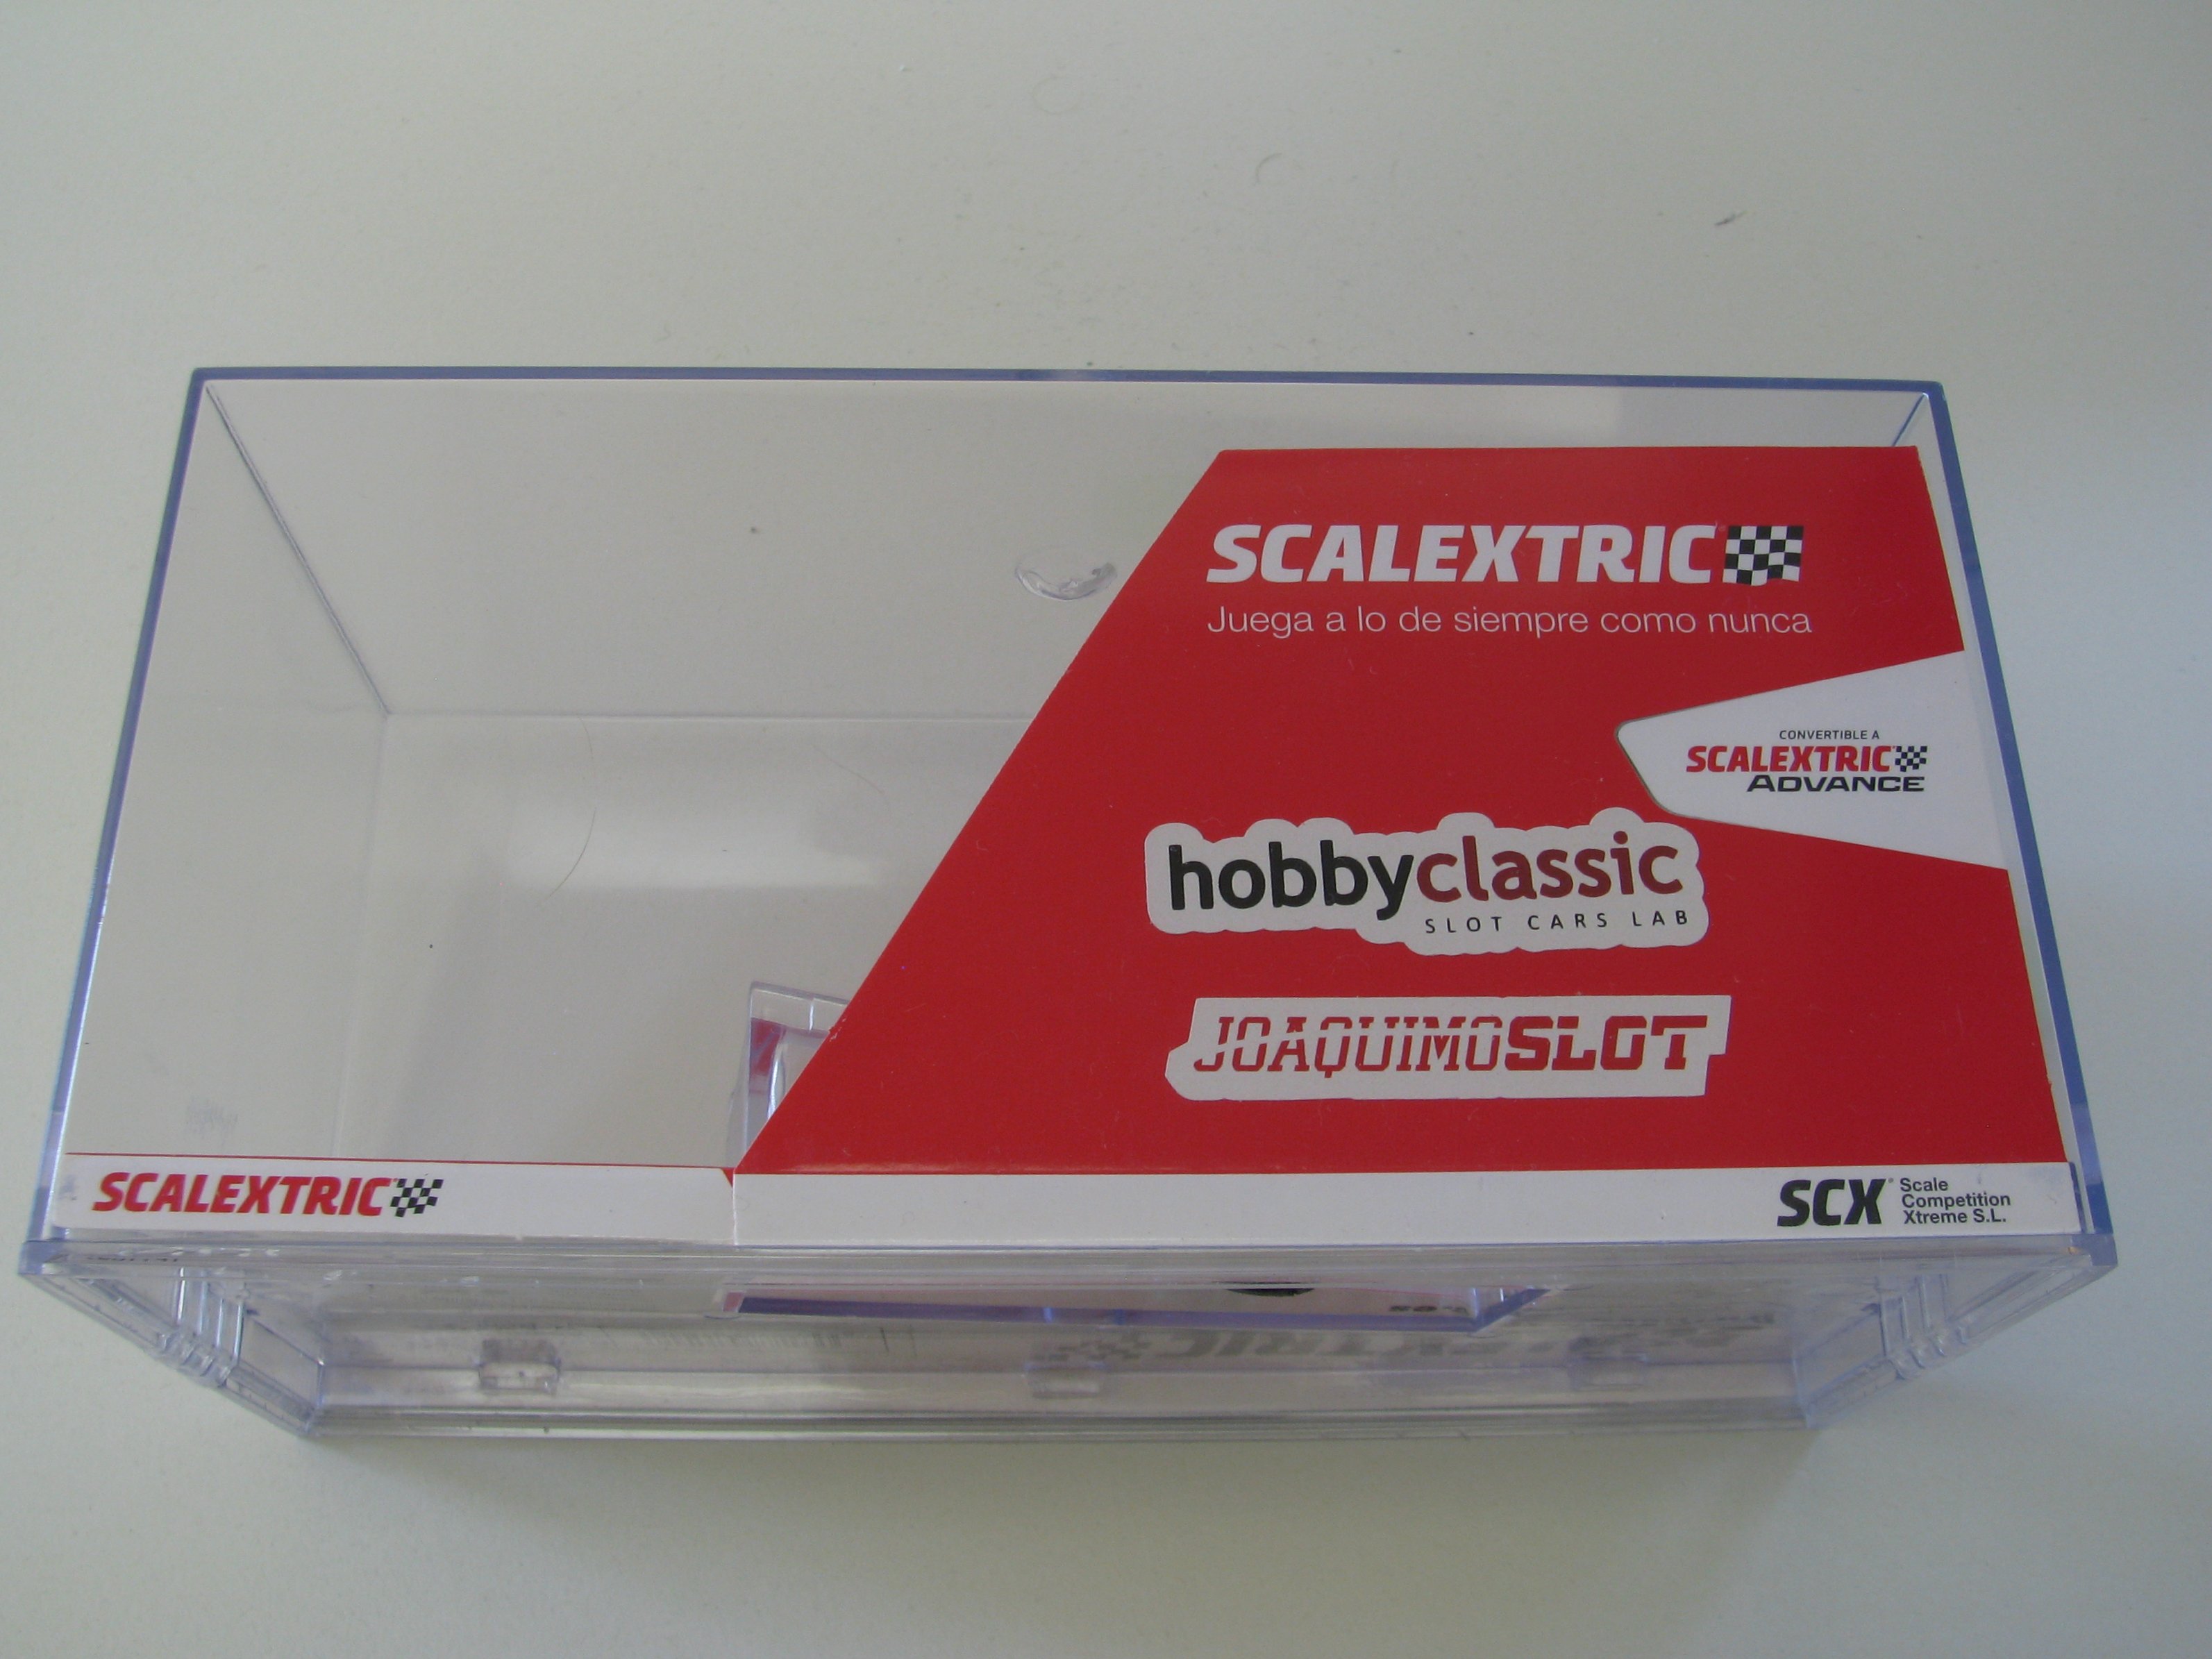 SCALEXTRIC
Juega a lo de siempre como nunca
CONVERTIBLE A
SCALEXTRIC
ADVANCE
hobbyclassic
SLOT CARS LAB
JOAQUIMOSLOT
SCALEXTRIC
SCX Scale
Competition
Xtreme S.L.